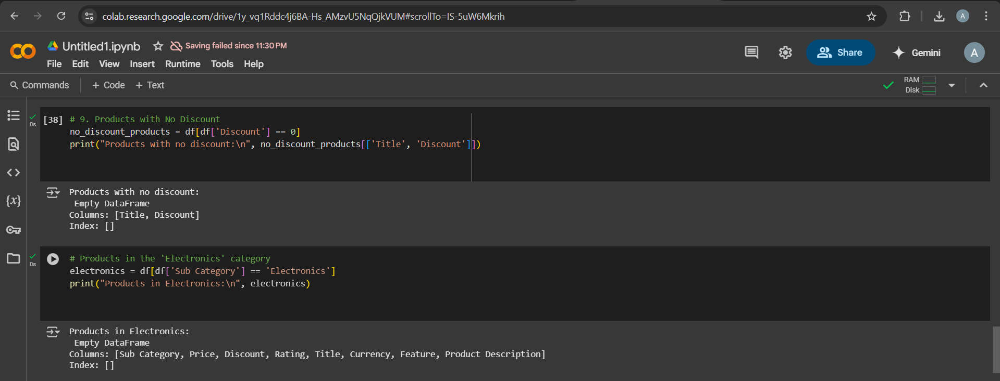 colab.research.google.com/drive/1y_vq1Rddc4j6BA-Hs_AMzvU5NqQjkVUM#scrollTo=IS-5uW6Mkrih
A
Untitled1.ipynb
Saving failed since 11:30 PM
Share
Gemini
A
File Edit View Insert Runtime Tools Help
Commands + Code + Text
RAM
Disk
0s
[38] # 9. Products with No Discount
no_discount_products = df[df['Discount'] == 0]
print("Products with no discount:\n", no_discount_products[['Title', 'Discount']])
Products with no discount:
Empty DataFrame
Columns: [Title, Discount]
Index: []
0s
# Products in the 'Electronics' category
electronics = df[df['Sub Category'] == 'Electronics']
print("Products in Electronics:\n", electronics)
Products in Electronics:
Empty DataFrame
Columns: [Sub Category, Price, Discount, Rating, Title, Currency, Feature, Product Description]
Index: []